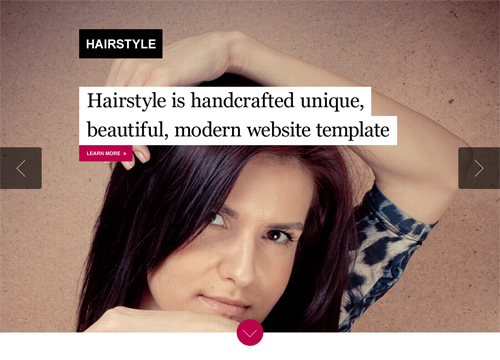 HAIRSTYLE
Hairstyle is handcrafted unique,
beautiful, modern website template
LEARN MORE »